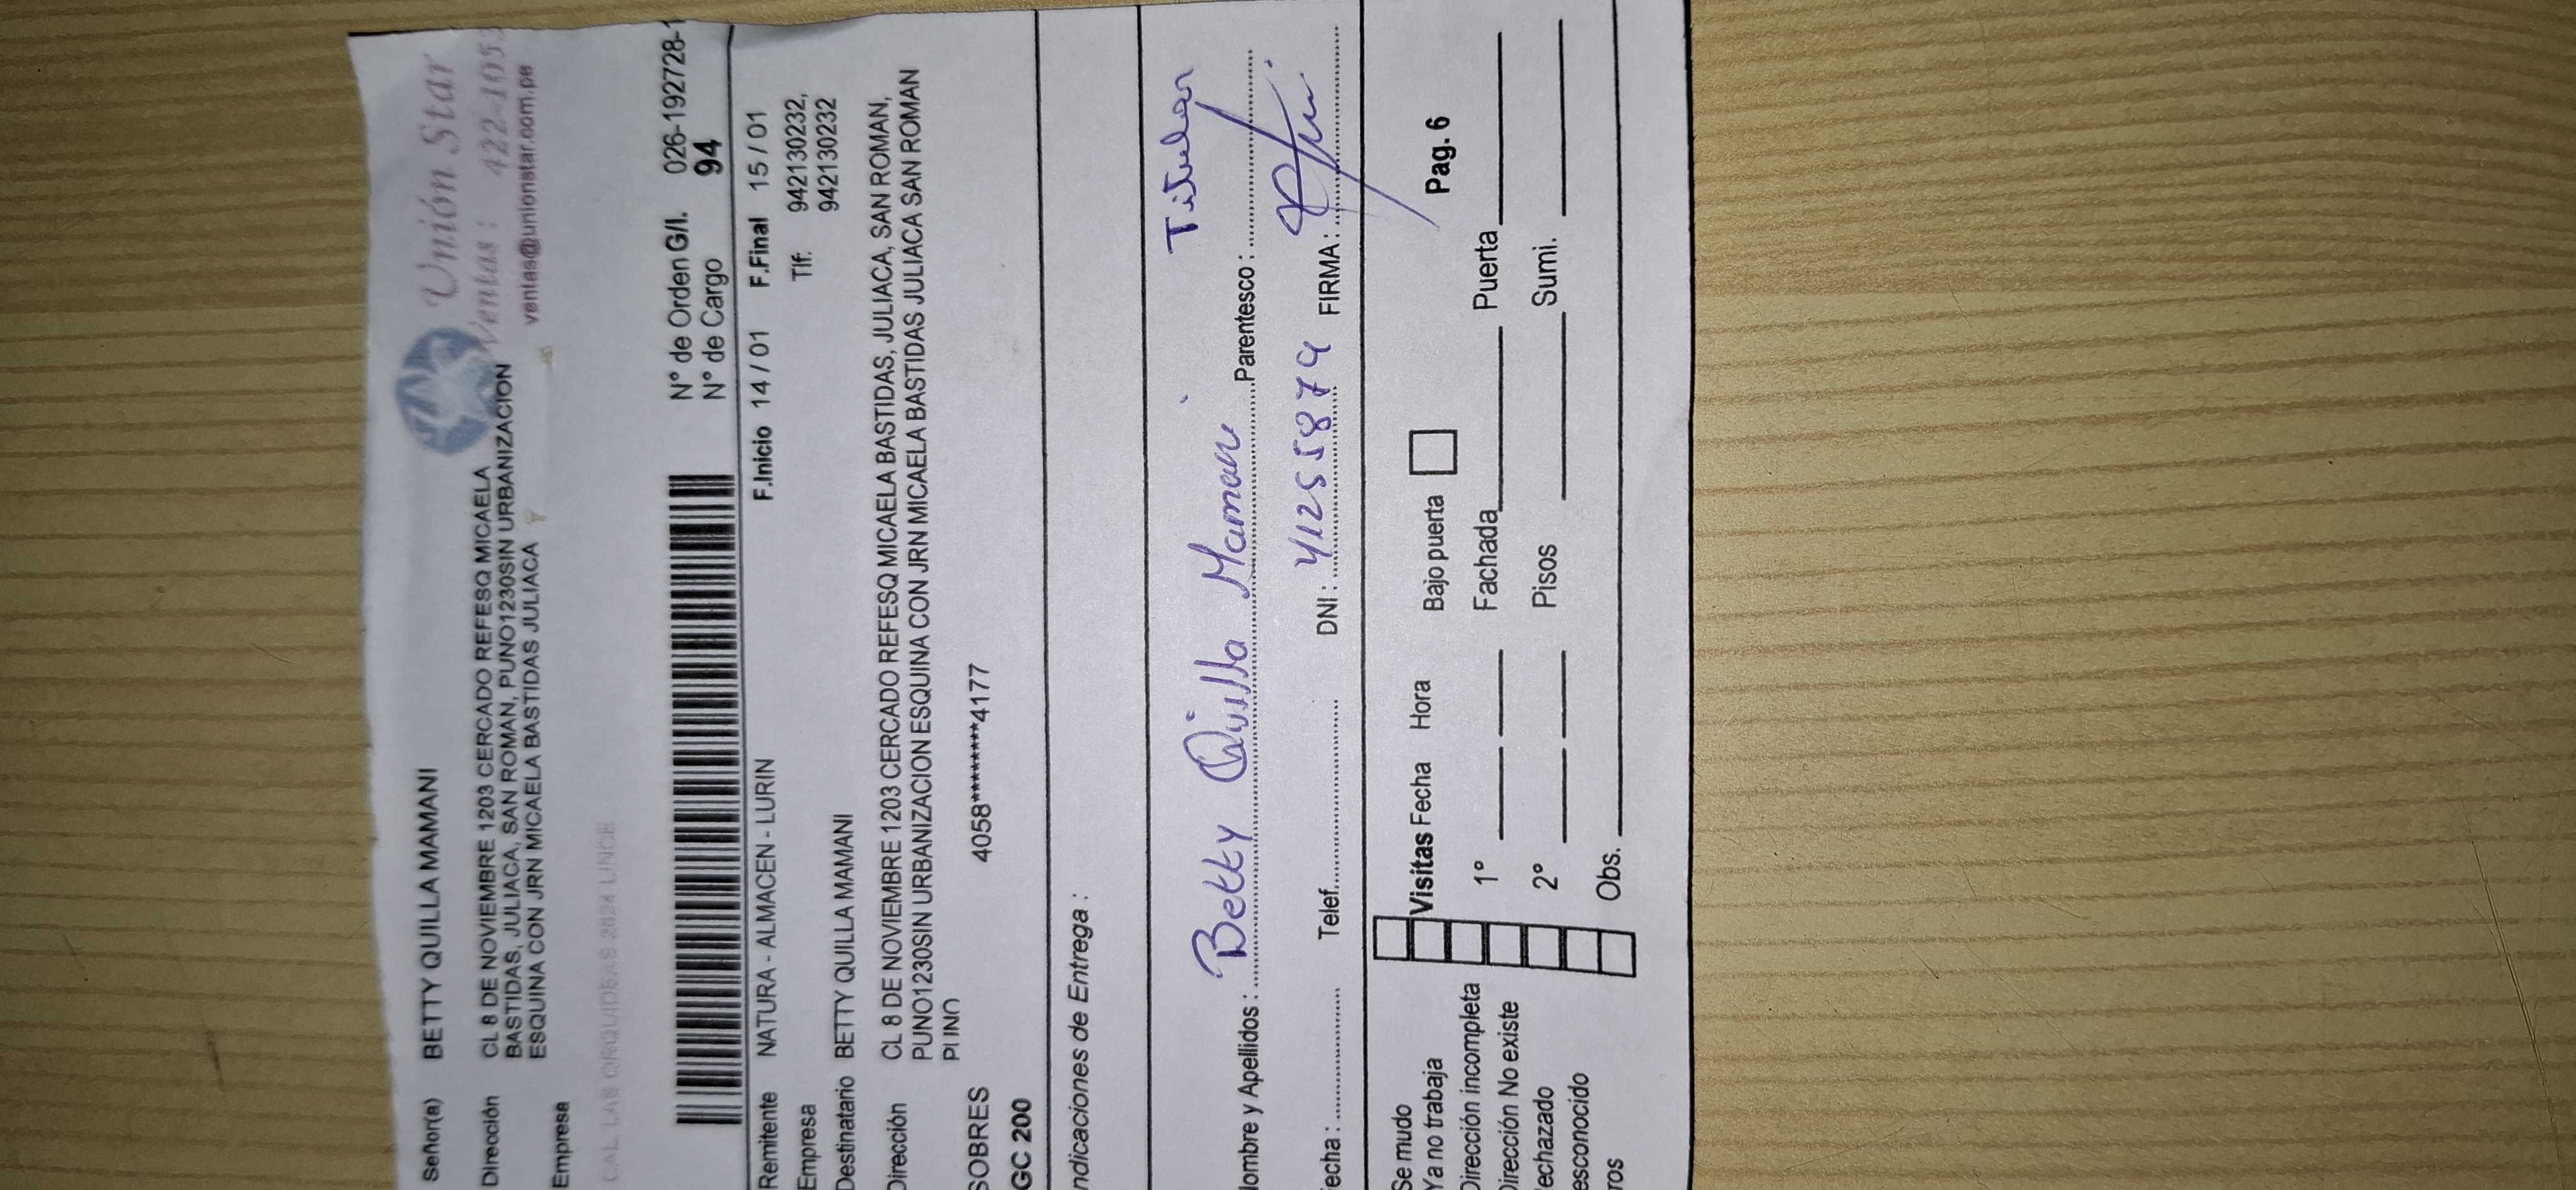 Unión Star
Ventas : 422-105
ventas@unionstar.com.pe
Señor(a) BETTY QUILLA MAMANI
Dirección CL 8 DE NOVIEMBRE 1203 CERCADO REFESQ MICAELA
BASTIDAS, JULIACA, SAN ROMAN, PUNO1230SIN URBANIZACION
ESQUINA CON JRN MICAELA BASTIDAS JULIACA
Empresa
CAL LAS ORQUIDEAS LINCE
N° de Orden G/I. 026-192728-1
N° de Cargo 94
Remitente NATURA - ALMACEN - LURIN F.Inicio 14 / 01 F.Final 15 / 01
Empresa Tlf: 942130232,
942130232
Destinatario BETTY QUILLA MAMANI
Dirección CL 8 DE NOVIEMBRE 1203 CERCADO REFESQ MICAELA BASTIDAS, JULIACA, SAN ROMAN,
PUNO1230SIN URBANIZACION ESQUINA CON JRN MICAELA BASTIDAS JULIACA SAN ROMAN
SOBRES 4058********4177
GC 200
ndicaciones de Entrega :
ombre y Apellidos : Betty Quilla Mamani Parentesco : Titular
echa : Telef. DNI : 41255879 FIRMA :
Se mudo
Ya no trabaja Visitas Fecha Hora Bajo puerta Pag. 6
Dirección incompleta 1° Fachada Puerta
Dirección No existe
echazado 2° Pisos Sumi.
esconocido
ros Obs.